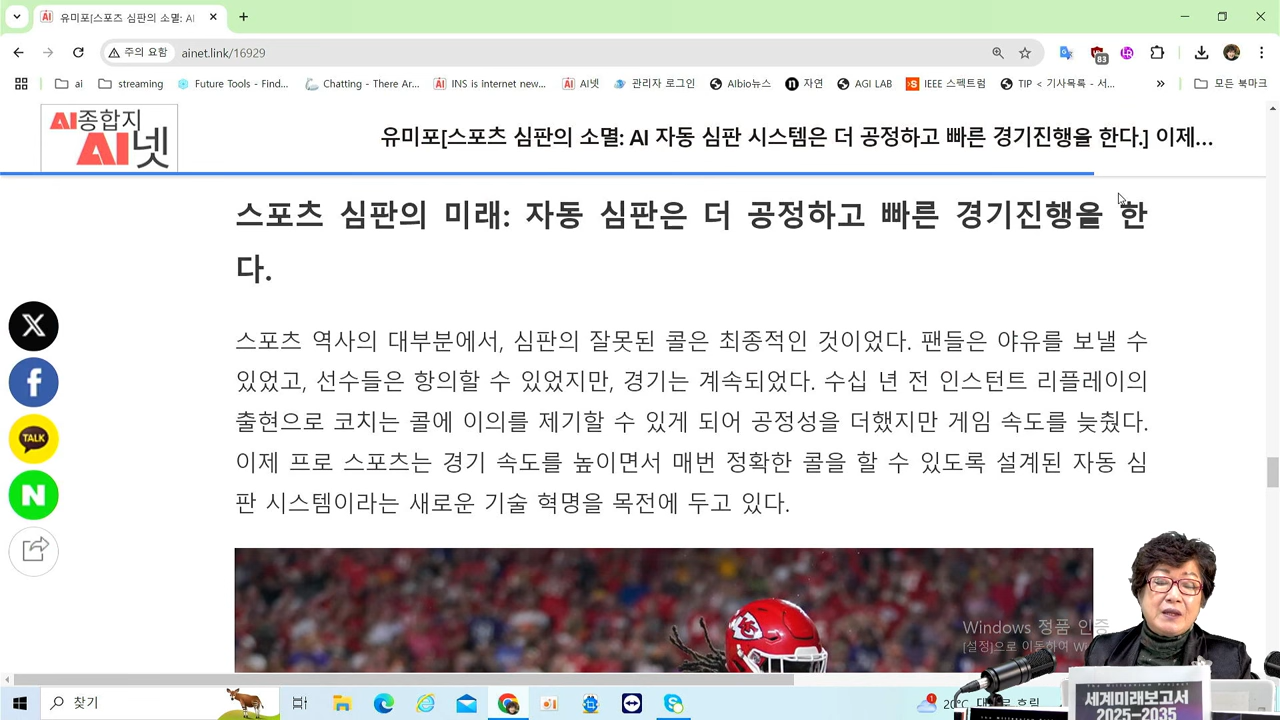 유미포[스포츠 심판의 소멸: AI
주의 요함
ainet.link/16929
83
ai
streaming
Future Tools - Find...
Chatting - There Ar...
INS is internet new...
AI넷
관리자 로그인
AIbio뉴스
자연
AGI LAB
IEEE 스펙트럼
TIP < 기사목록 - 서...
모든 북마크
AI종합지
AI넷
유미포[스포츠 심판의 소멸: AI 자동 심판 시스템은 더 공정하고 빠른 경기진행을 한다.] 이제...
스포츠 심판의 미래: 자동 심판은 더 공정하고 빠른 경기진행을 한
다.
스포츠 역사의 대부분에서, 심판의 잘못된 콜은 최종적인 것이었다. 팬들은 야유를 보낼 수
있었고, 선수들은 항의할 수 있었지만, 경기는 계속되었다. 수십 년 전 인스턴트 리플레이의
출현으로 코치는 콜에 이의를 제기할 수 있게 되어 공정성을 더했지만 게임 속도를 늦췄다.
이제 프로 스포츠는 경기 속도를 높이면서 매번 정확한 콜을 할 수 있도록 설계된 자동 심
판 시스템이라는 새로운 기술 혁명을 목전에 두고 있다.
X
f
TALK
N
KC
Windows 정품 인증
[설정]으로 이동하여
찾기
1
20°C
The Millennium Project
세계미래보고서
2025-2035